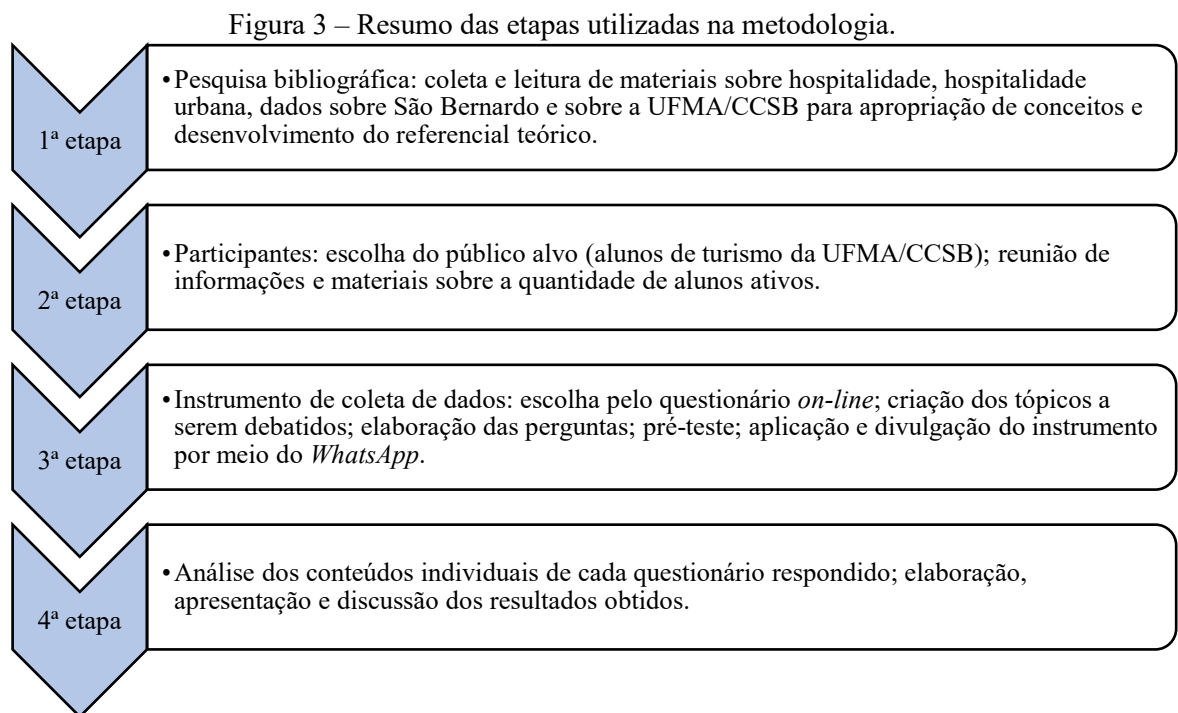 Figura 3 – Resumo das etapas utilizadas na metodologia.
1ª etapa
•Pesquisa bibliográfica: coleta e leitura de materiais sobre hospitalidade, hospitalidade
urbana, dados sobre São Bernardo e sobre a UFMA/CCSB para apropriação de conceitos e
desenvolvimento do referencial teórico.
2ª etapa
•Participantes: escolha do público alvo (alunos de turismo da UFMA/CCSB); reunião de
informações e materiais sobre a quantidade de alunos ativos.
3ª etapa
•Instrumento de coleta de dados: escolha pelo questionário on-line; criação dos tópicos a
serem debatidos; elaboração das perguntas; pré-teste; aplicação e divulgação do instrumento
por meio do WhatsApp.
4ª etapa
•Análise dos conteúdos individuais de cada questionário respondido; elaboração,
apresentação e discussão dos resultados obtidos.